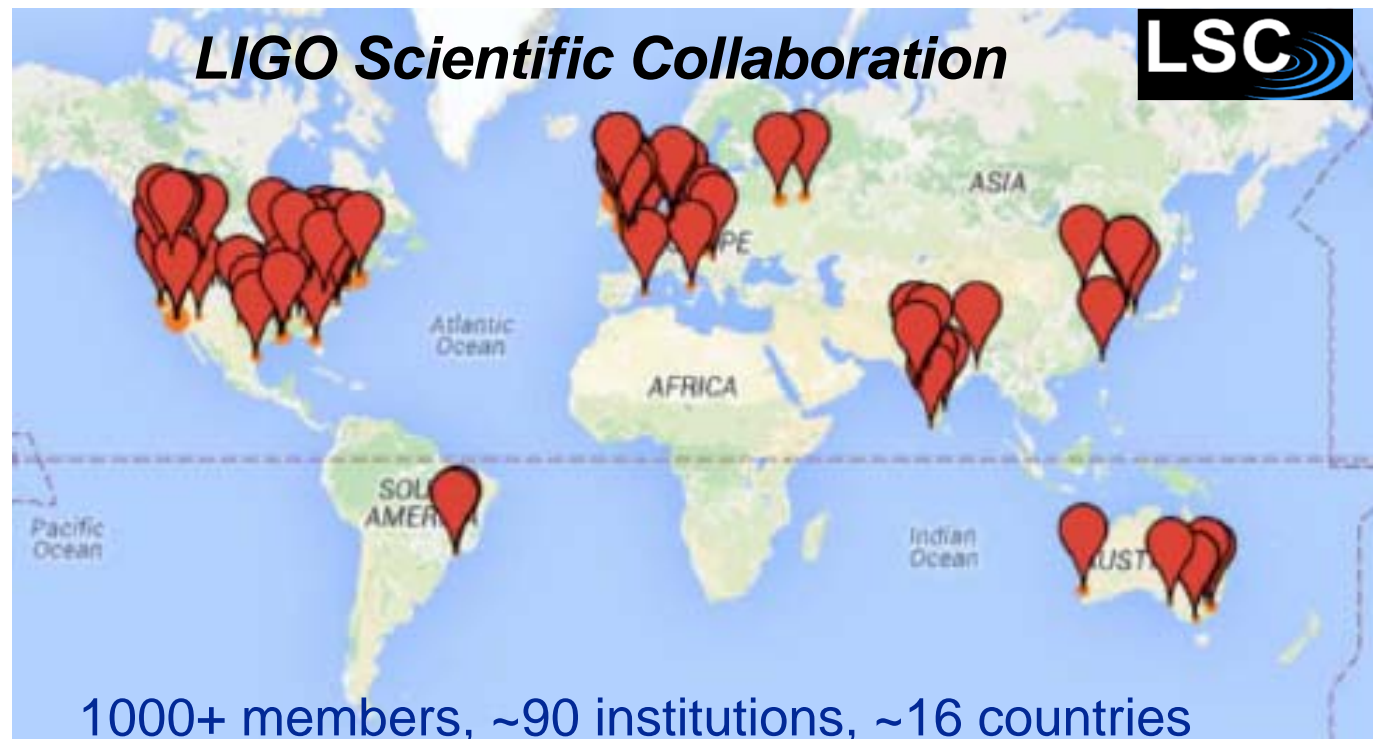 LIGO Scientific Collaboration
LSC
ASIA
Atlantic
Ocean
AFRICA
Pacific
Ocean
Indian
Ocean
1000+ members, ~90 institutions, ~16 countries